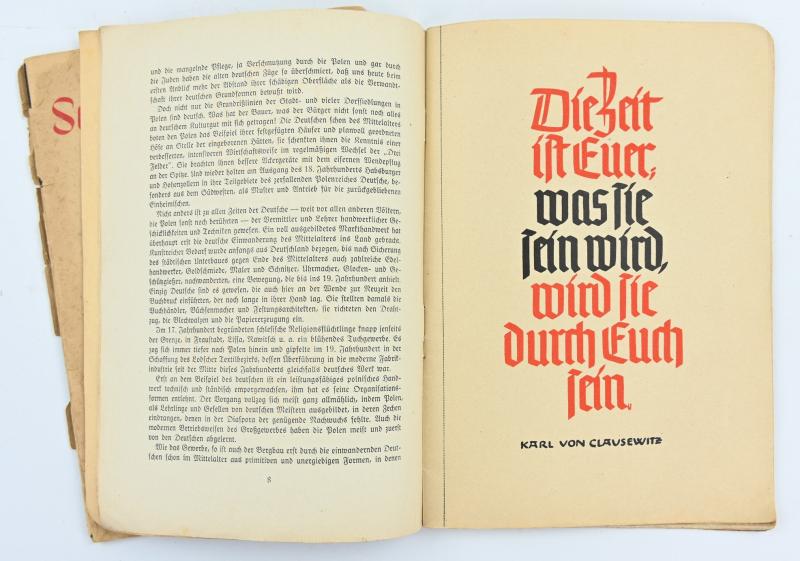 St
und die mangelnde Pflege, ja Verschmutzung durch die Polen und gar durch
die Juden haben die alten deutschen Züge so überschmiert, daß uns heute beim
ersten Anblick mehr der Abstand ihrer schäbigen Oberfläche als die Verwandt-
schaft ihrer deutschen Grundformen bewußt wird.
Doch nicht nur die Grundrißlinien der Stadt- und vieler Dorfsiedlungen in
Polen sind deutsch. Was hat der Bauer, was der Bürger nicht sonst noch alles
an deutschem Kulturgut mit sich getragen! Die Deutschen schon des Mittelalters
boten den Polen das Beispiel ihrer festgefügten Häuser und planvoll geordneten
Höfe an Stelle der eingeborenen Hütten, sie schenkten ihnen die Kenntnis einer
verbesserten, intensiveren Wirtschaftsweise im regelmäßigen Wechsel der „Drei
Felder“. Sie brachten ihnen bessere Ackergeräte mit dem eisernen Wendepflug
an der Spitze. Und wieder holten am Ausgang des 18. Jahrhunderts Habsburger
und Hohenzollern in ihre Teilgebiete des zerfallenden Polenreiches Deutsche, be-
sonders aus dem Südwesten, als Muster und Antrieb für die zurückgebliebenen
Einheimischen.
Nicht anders ist zu allen Zeiten der Deutsche — weit vor allen anderen Völkern,
die Polen sonst noch berührten — der Vermittler und Lehrer handwerklicher Ge-
schicklichkeiten und Techniken gewesen. Ein voll ausgebildetes Markthandwerk hat
überhaupt erst die deutsche Einwanderung des Mittelalters ins Land gebracht.
Kunstreicher Bedarf wurde anfangs aus Deutschland bezogen, bis nach Sicherung
des städtischen Unterbaues gegen Ende des Mittelalters auch zahlreiche Edel-
handwerker, Goldschmiede, Maler und Schnitzer, Uhrmacher, Glocken- und Ge-
schützgießer, nachwanderten, eine Bewegung, die bis ins 19. Jahrhundert anhielt.
Einzig Deutsche sind es gewesen, die auch hier an der Wende zur Neuzeit den
Buchdruck einführten, der noch lange in ihrer Hand lag. Sie stellten damals die
Buchhändler, Büchsenmacher und Festungsarchitekten, sie richteten den Drahn-
zug, die Blechwalzen und die Papiererzeugung ein.
Im 17. Jahrhundert begründeten schlesische Religionsflüchtlinge knapp jenseits
der Grenze, in Fraustadt, Lissa, Rawitsch u. a. ein blühendes Tuchgewerbe. Es
zog sich immer tiefer nach Polen hinein und gipfelte im 19. Jahrhundert in der
Schaffung des Lodscher Textilbezirks, dessen Überführung in die moderne Fabrik-
industrie seit der Mitte dieses Jahrhunderts gleichfalls deutsches Werk war.
Erst an dem Beispiel des deutschen ist ein leistungsfähiges polnisches Hand-
werk technisch und ständisch emporgewachsen, ihm hat es seine Organisations-
formen entlehnt. Der Vorgang vollzog sich meist ganz allmählich, indem Polen,
als Lehrlinge und Gesellen von deutschen Meistern ausgebildet, in deren Zechen
eindrangen, denen in der Diaspora der genügende Nachwuchs fehlte. Auch die
modernen Betriebsweisen des Großgewerbes haben die Polen meist und zuerst
von den Deutschen abgelernt.
Wie das Gewerbe, so ist auch der Bergbau erst durch die einwandernden Deut-
schen schon im Mittelalter aus primitiven und unergiebigen Formen, in denen
8
Die Zeit
ist Euer,
was sie
sein wird,
wird sie
durch Euch
sein.
KARL VON CLAUSEWITZ